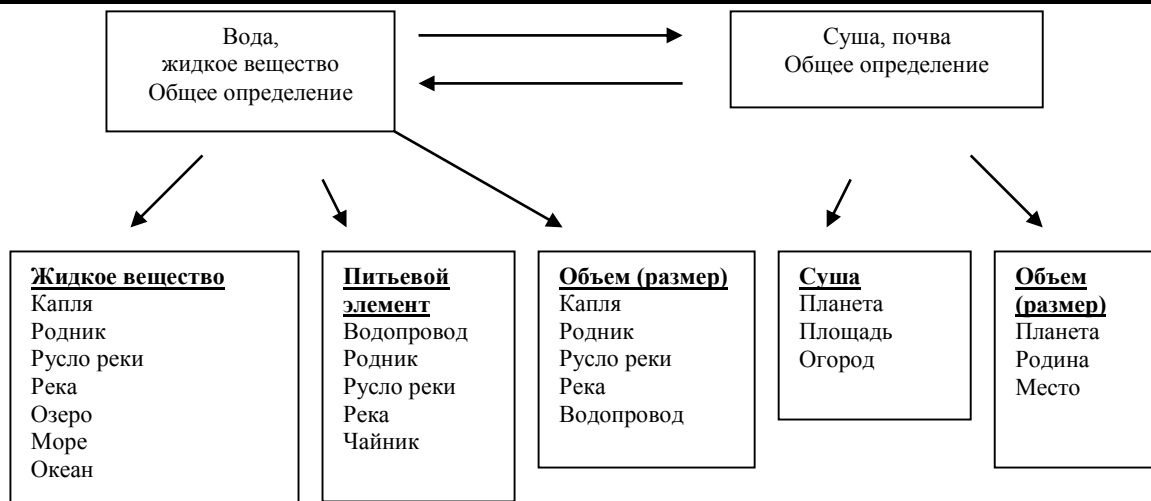 Вода,
жидкое вещество
Общее определение
Суша, почва
Общее определение
Жидкое вещество
Капля
Родник
Русло реки
Река
Озеро
Море
Океан
Питьевой
элемент
Водопровод
Родник
Русло реки
Река
Чайник
Объем (размер)
Капля
Родник
Русло реки
Река
Водопровод
Суша
Планета
Площадь
Огород
Объем
(размер)
Планета
Родина
Место